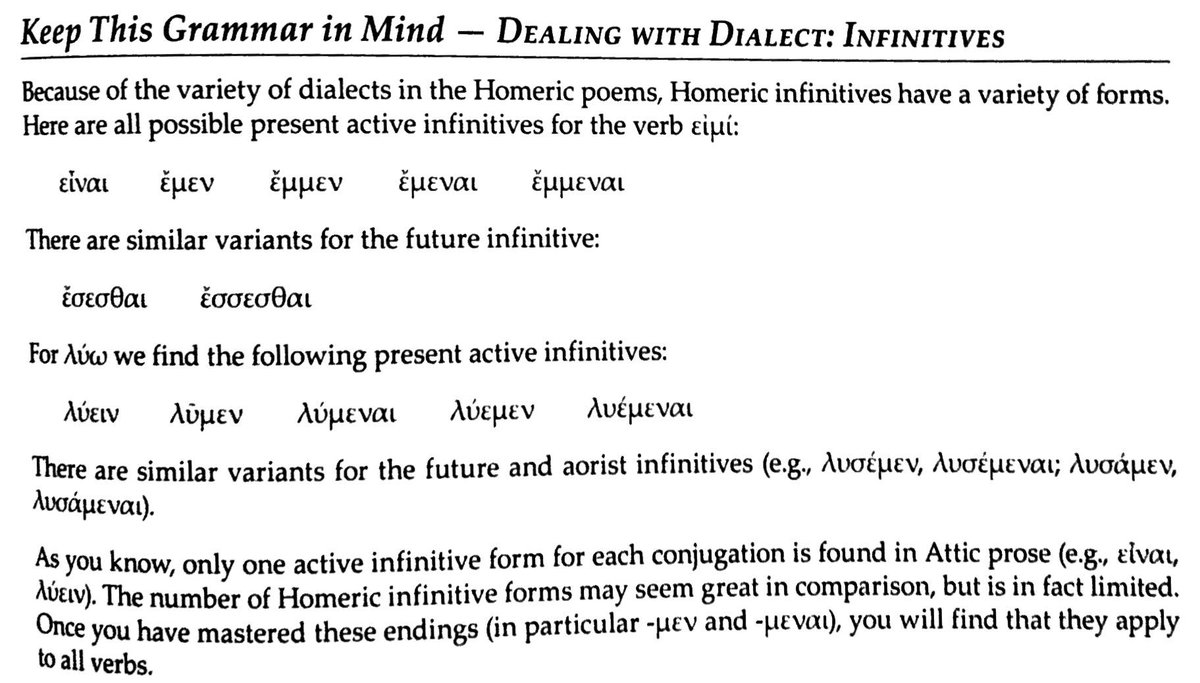 Keep This Grammar in Mind — DEALING WITH DIALECT: INFINITIVES
Because of the variety of dialects in the Homeric poems, Homeric infinitives have a variety of forms.
Here are all possible present active infinitives for the verb εἰμί:
εἶναι ἔμεν ἔμμεν ἔμεναι ἔμμεναι
There are similar variants for the future infinitive:
ἔσεσθαι ἔσσεσθαι
For λύω we find the following present active infinitives:
λύειν λῦμεν λύμεναι λύεμεν λυέμεναι
There are similar variants for the future and aorist infinitives (e.g., λυσέμεν, λυσέμεναι; λυσάμεν,
λυσάμεναι).
As you know, only one active infinitive form for each conjugation is found in Attic prose (e.g., εἶναι,
λύειν). The number of Homeric infinitive forms may seem great in comparison, but is in fact limited.
Once you have mastered these endings (in particular -μεν and -μεναι), you will find that they apply
to all verbs.